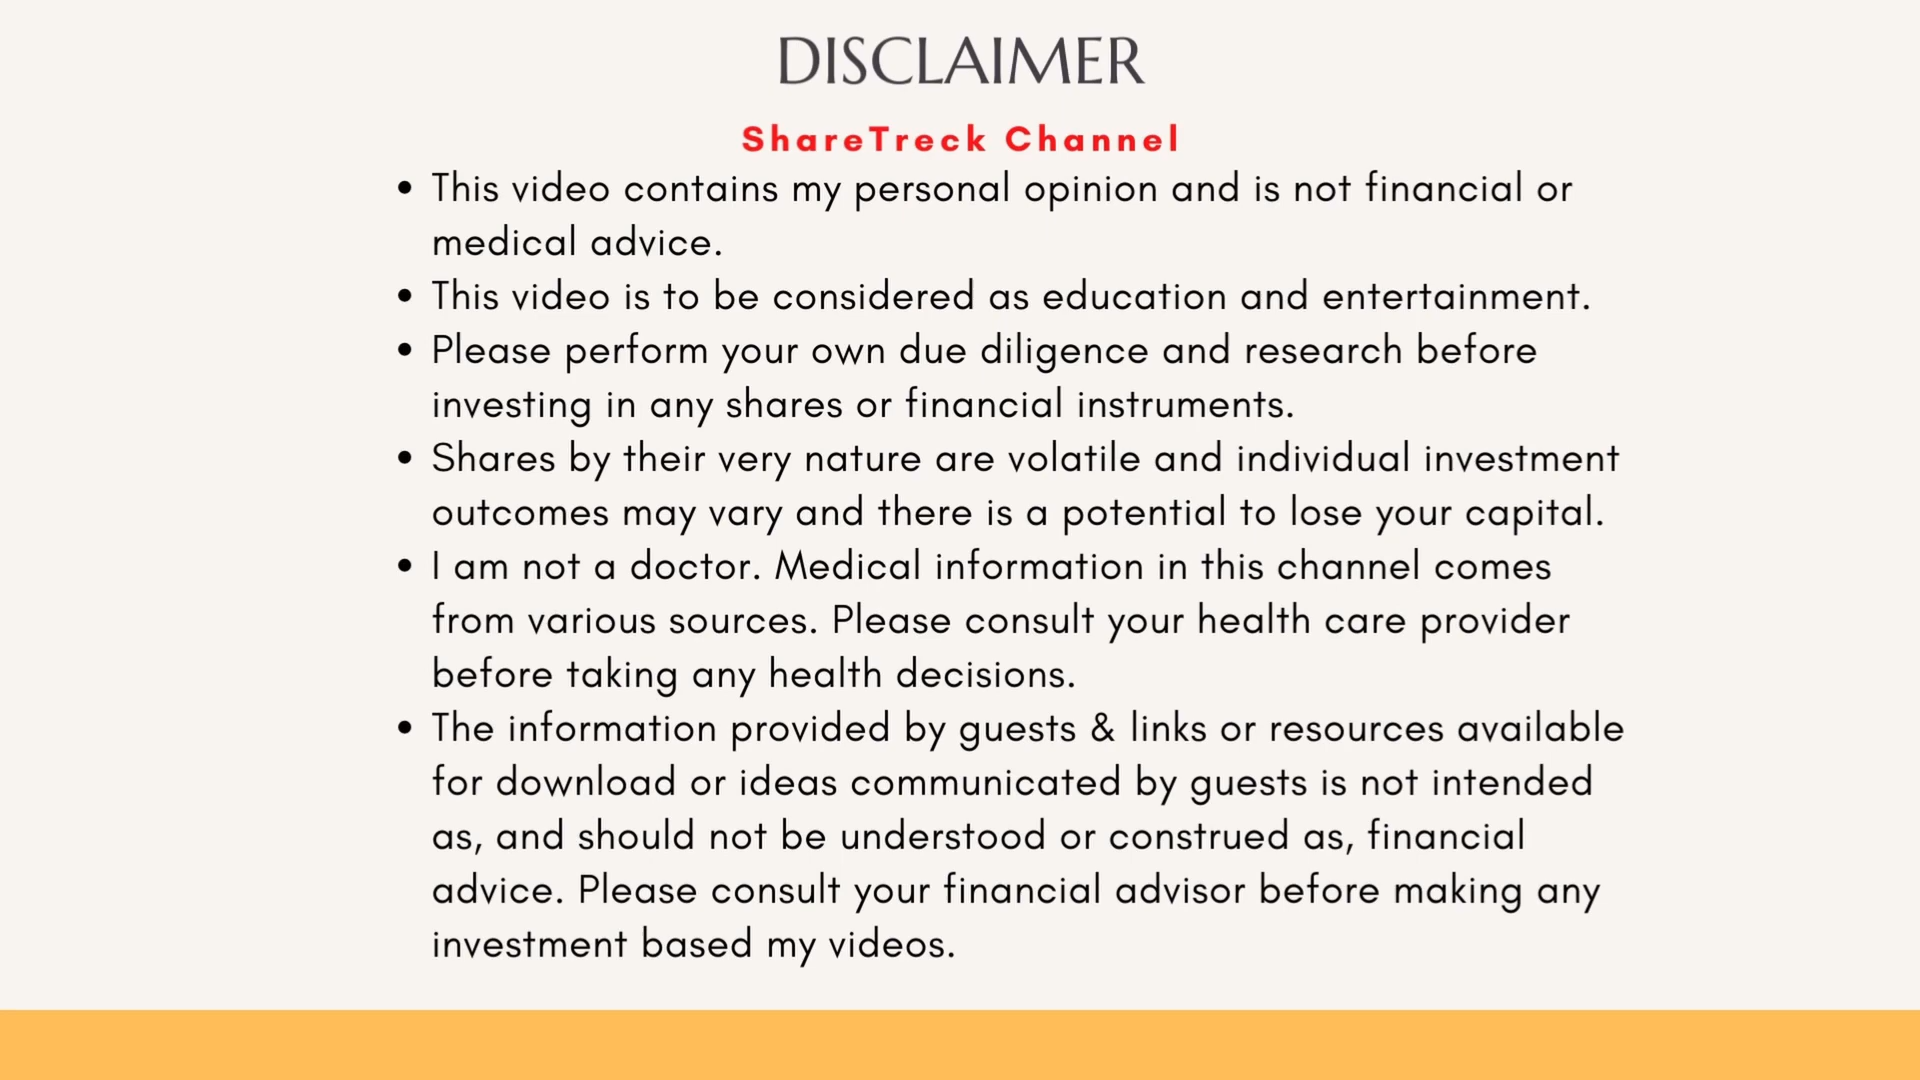 DISCLAIMER
ShareTreck Channel
• This video contains my personal opinion and is not financial or
medical advice.
• This video is to be considered as education and entertainment.
• Please perform your own due diligence and research before
investing in any shares or financial instruments.
• Shares by their very nature are volatile and individual investment
outcomes may vary and there is a potential to lose your capital.
• I am not a doctor. Medical information in this channel comes
from various sources. Please consult your health care provider
before taking any health decisions.
• The information provided by guests & links or resources available
for download or ideas communicated by guests is not intended
as, and should not be understood or construed as, financial
advice. Please consult your financial advisor before making any
investment based my videos.